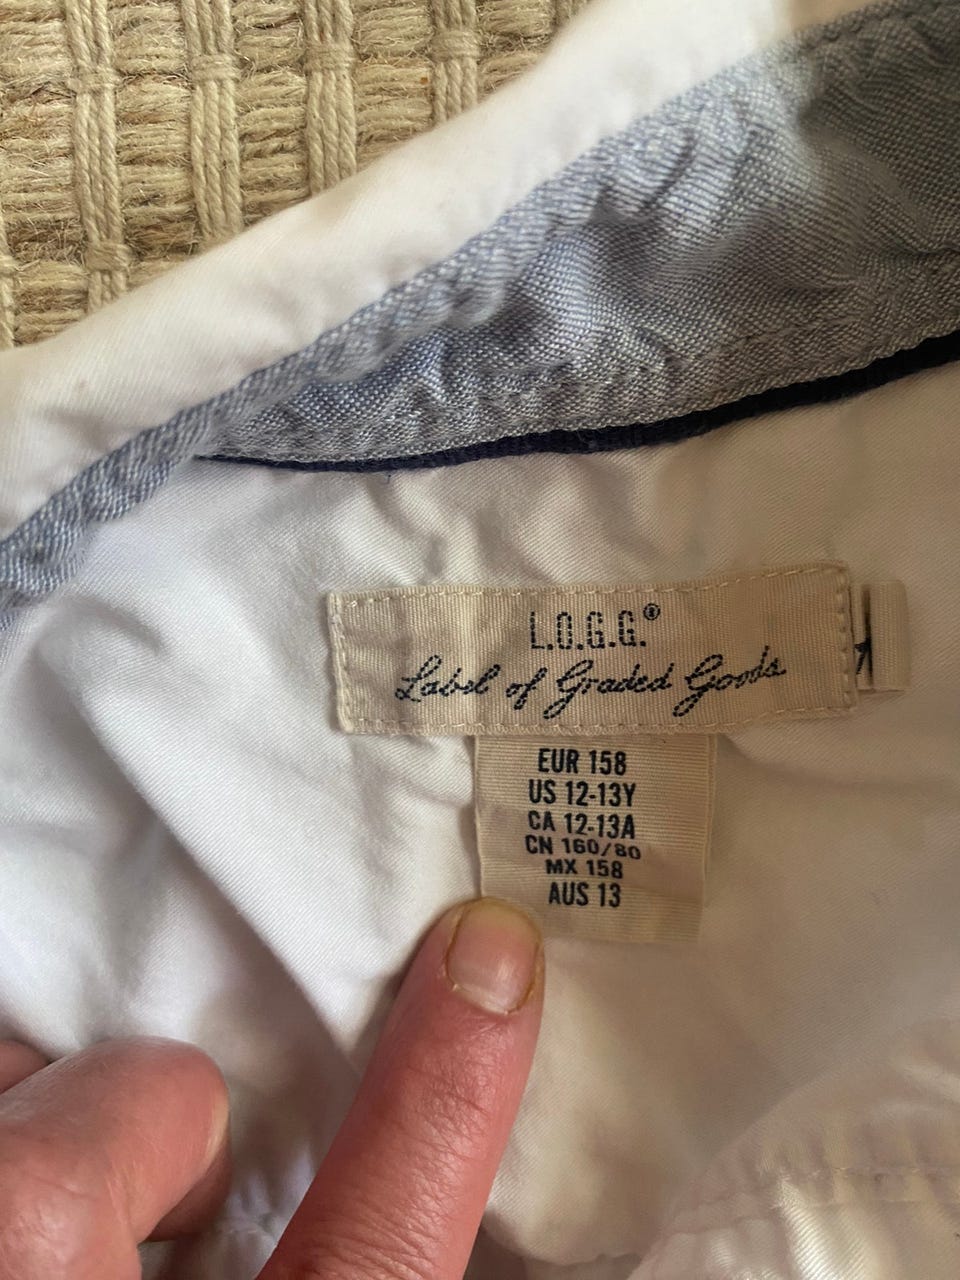 L.O.G.G.®
Label of Graded Goods
EUR 158
US 12-13Y
CA 12-13A
CN 160/80
MX 158
AUS 13